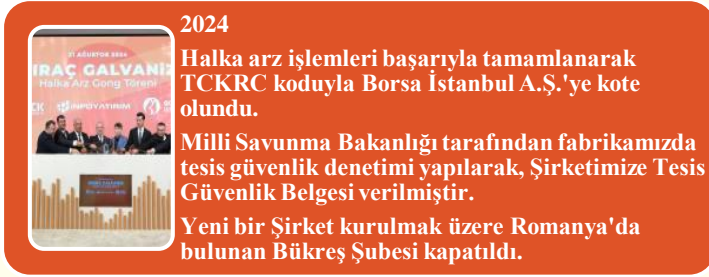 2024
Halka arz işlemleri başarıyla tamamlanarak
TCKRC koduyla Borsa İstanbul A.Ş.'ye kote
olundu.
Milli Savunma Bakanlığı tarafından fabrikamızda
tesis güvenlik denetimi yapılarak, Şirketimize Tesis
Güvenlik Belgesi verilmiştir.
Yeni bir Şirket kurulmak üzere Romanya'da
bulunan Bükreş Şubesi kapatıldı.
21 AĞUSTOS 2024
IRAÇ GALVANİZ
Halka Arz Gong Töreni
INFOYATIRIM